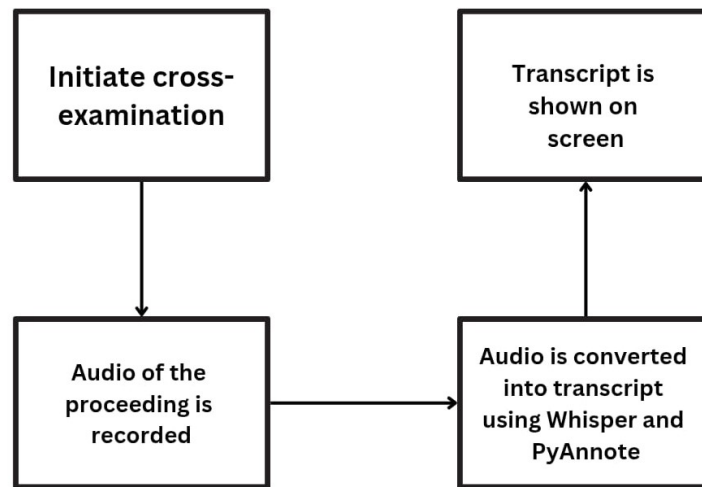 Initiate cross-
examination
Audio of the
proceeding is
recorded
Audio is converted
into transcript
using Whisper and
PyAnnote
Transcript is
shown on
screen